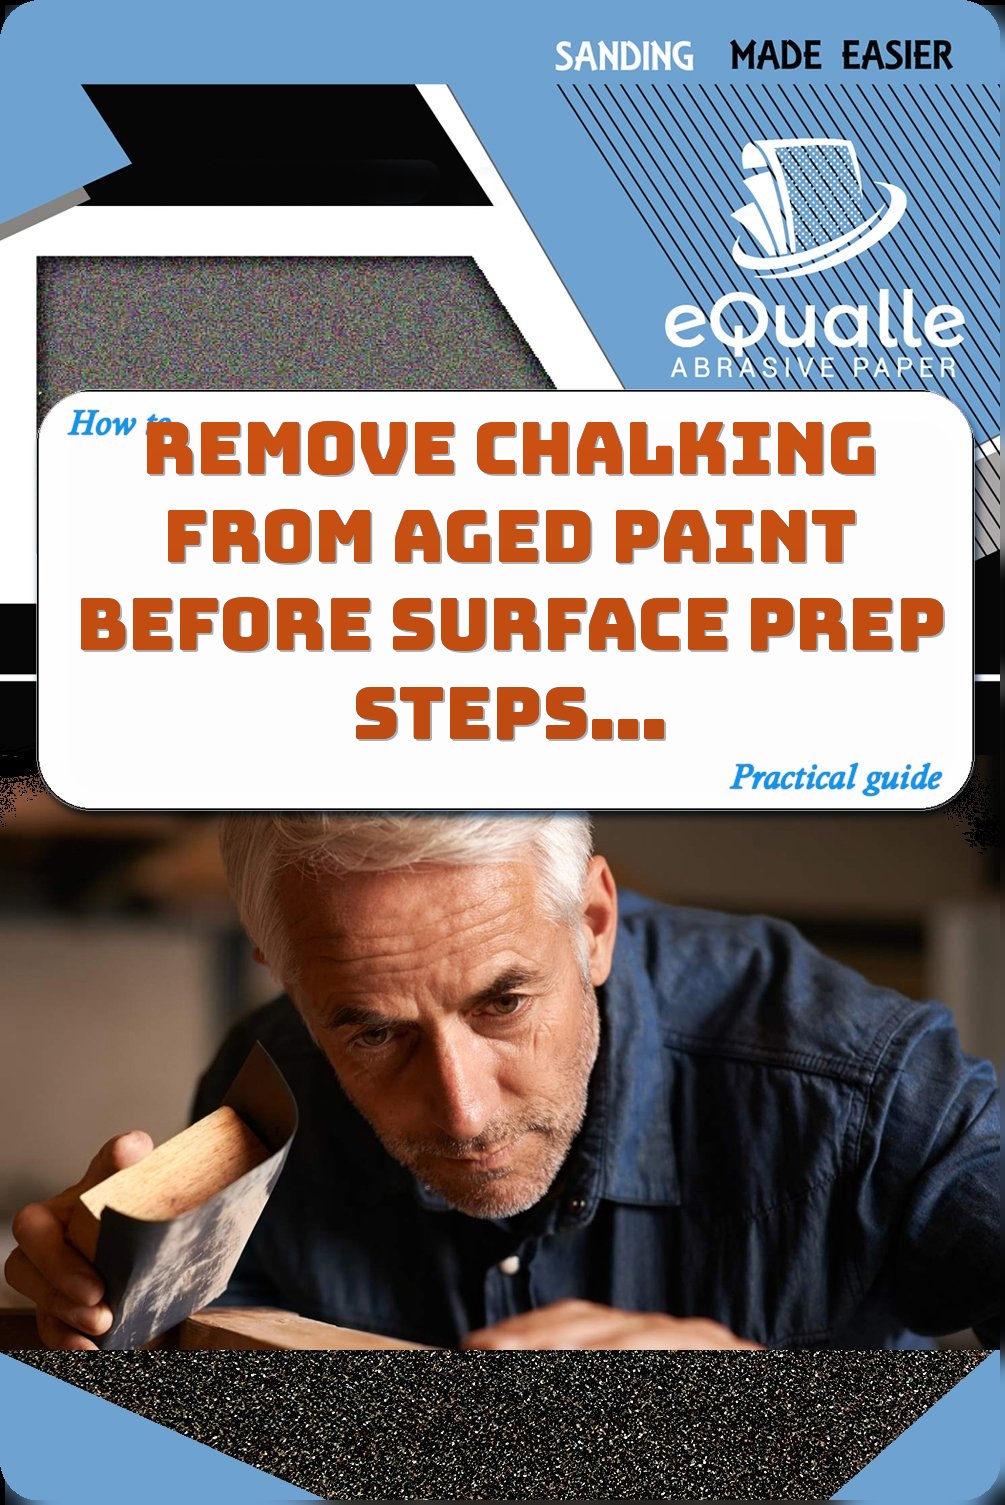 SANDING MADE EASIER
eQualle
ABRASIVE PAPER
How to
REMOVE CHALKING
FROM AGED PAINT
BEFORE SURFACE PREP
STEPS...
Practical guide